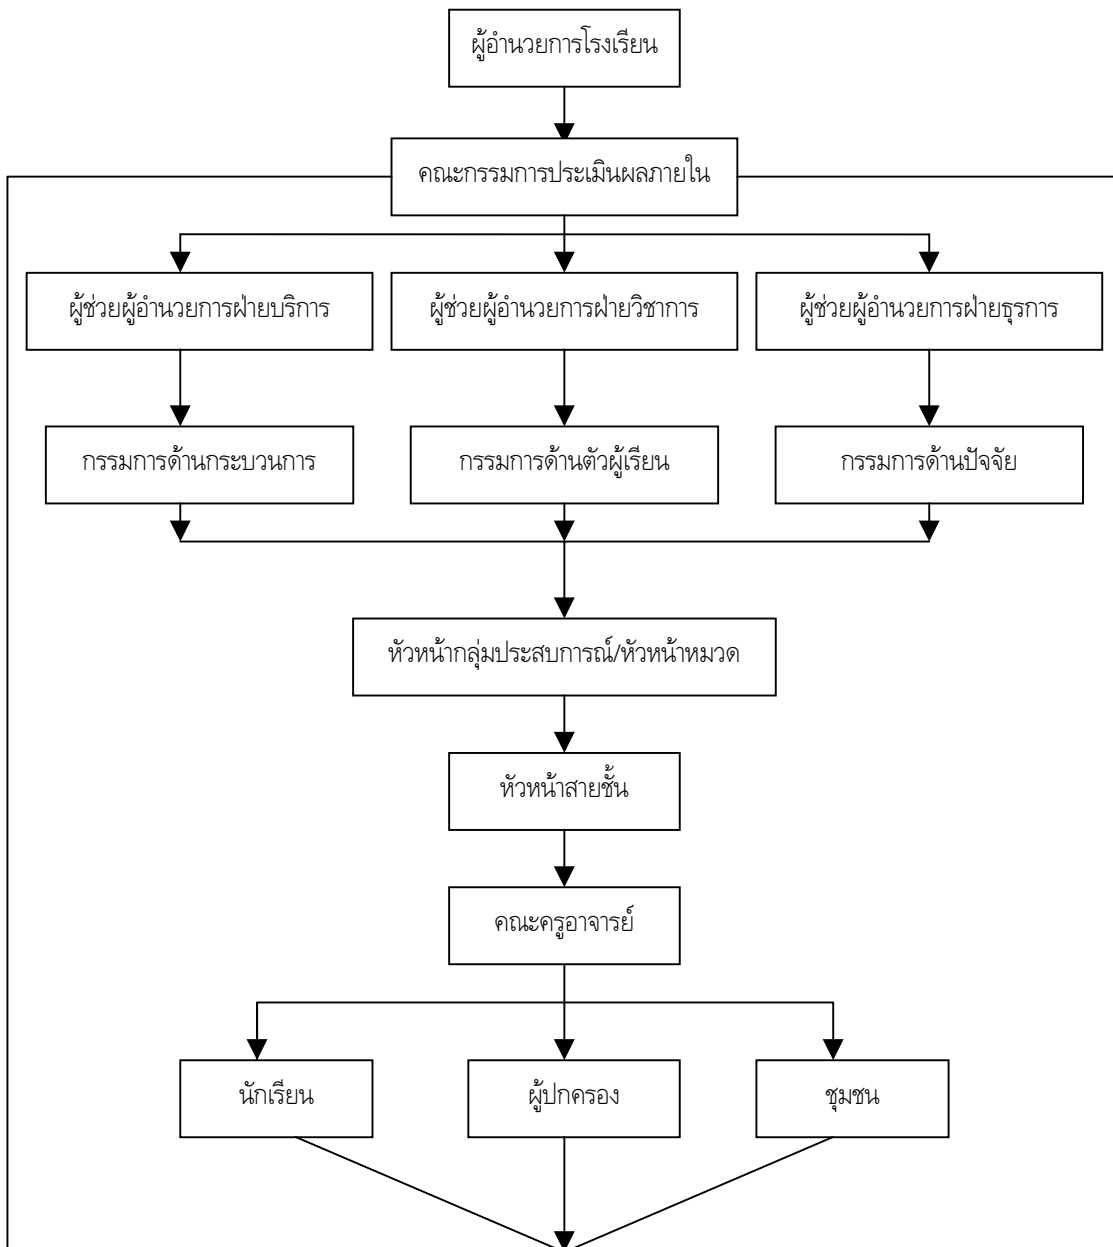 ผู้อำนวยการโรงเรียน
คณะกรรมการประเมินผลภายใน
ผู้ช่วยผู้อำนวยการฝ่ายบริการ
ผู้ช่วยผู้อำนวยการฝ่ายวิชาการ
ผู้ช่วยผู้อำนวยการฝ่ายธุรการ
กรรมการด้านกระบวนการ
กรรมการด้านตัวผู้เรียน
กรรมการด้านปัจจัย
หัวหน้ากลุ่มประสบการณ์/หัวหน้าหมวด
หัวหน้าสายชั้น
คณะครูอาจารย์
นักเรียน
ผู้ปกครอง
ชุมชน